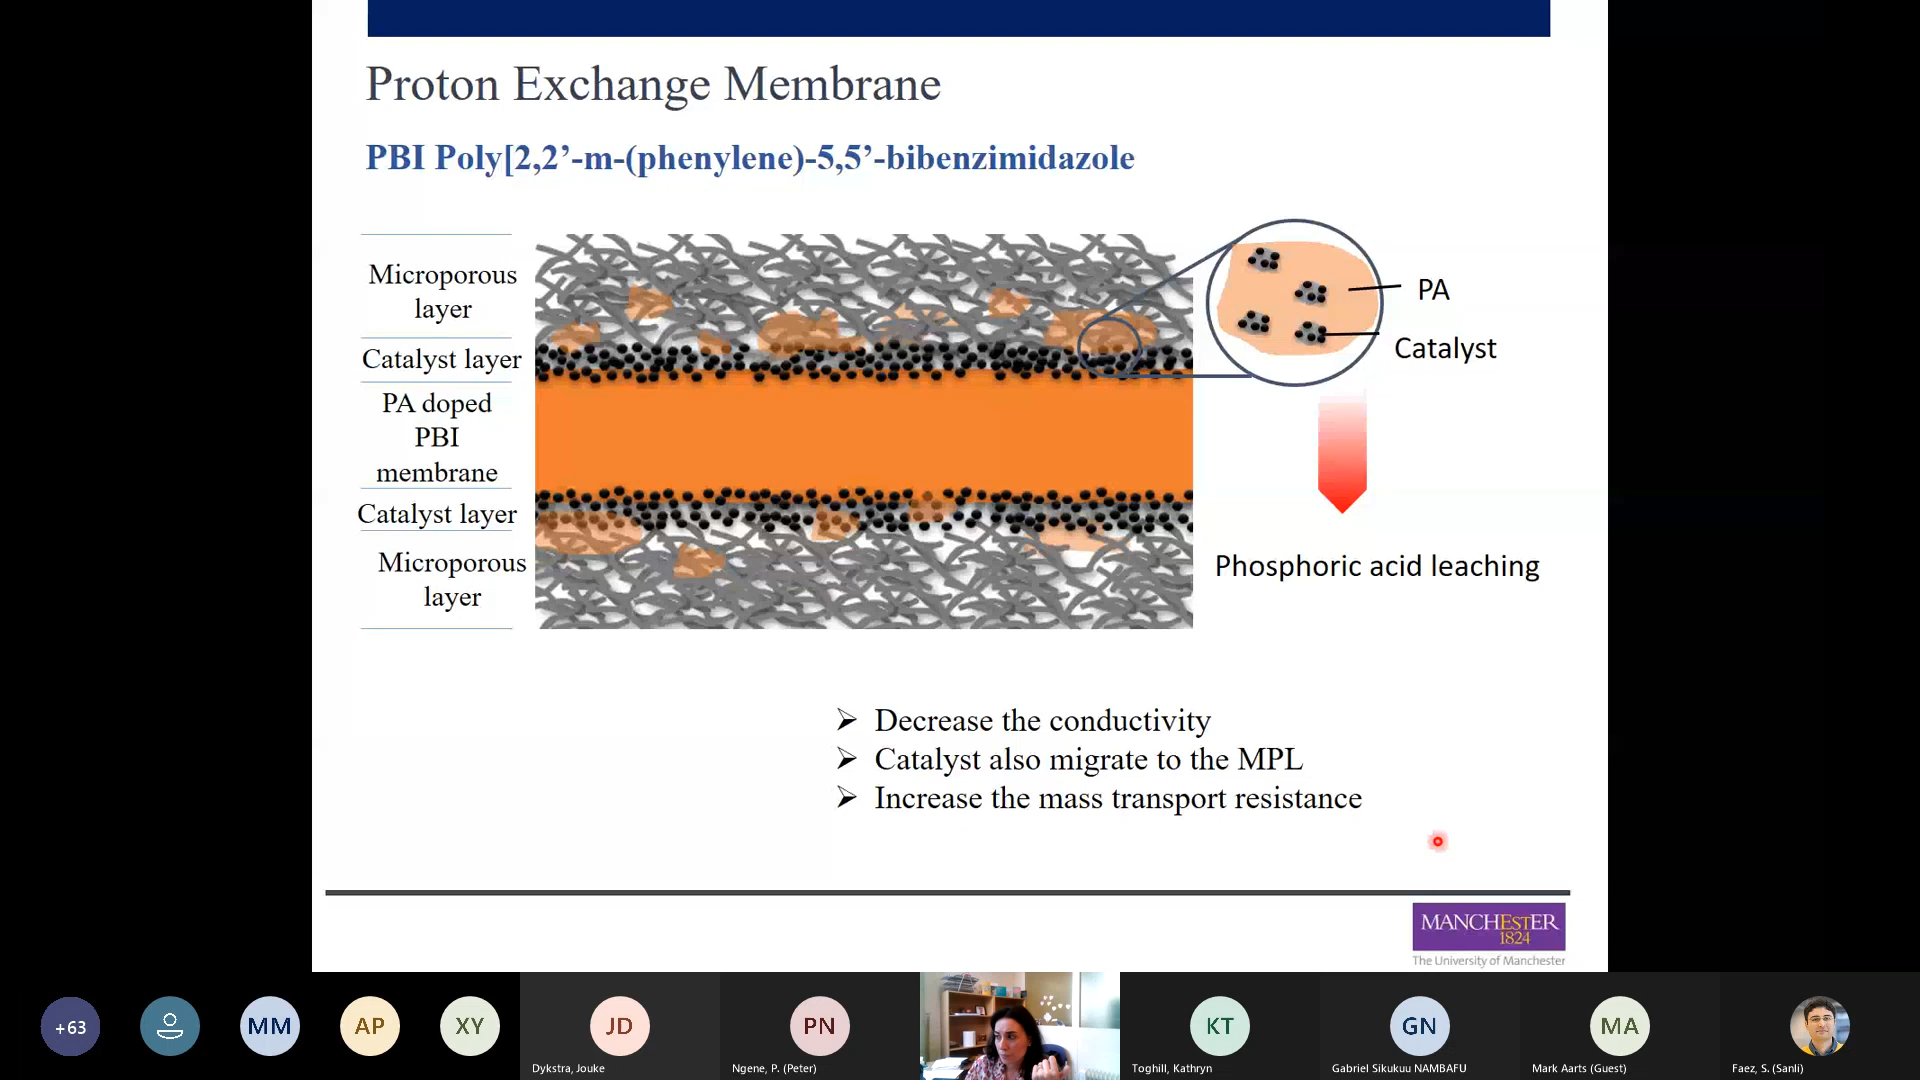 Proton Exchange Membrane
PBI Poly[2,2’-m-(phenylene)-5,5’-bibenzimidazole
Microporous
layer
Catalyst layer
PA doped
PBI
membrane
Catalyst layer
Microporous
layer
PA
Catalyst
Phosphoric acid leaching
Decrease the conductivity
Catalyst also migrate to the MPL
Increase the mass transport resistance
MANCHESTER
1824
The University of Manchester
+63
MM
AP
XY
JD
Dykstra, Jouke
PN
Ngene, P. (Peter)
KT
Toghill, Kathryn
GN
Gabriel Sikukuu NAMBAFU
MA
Mark Aarts (Guest)
Faez, S. (Sanli)